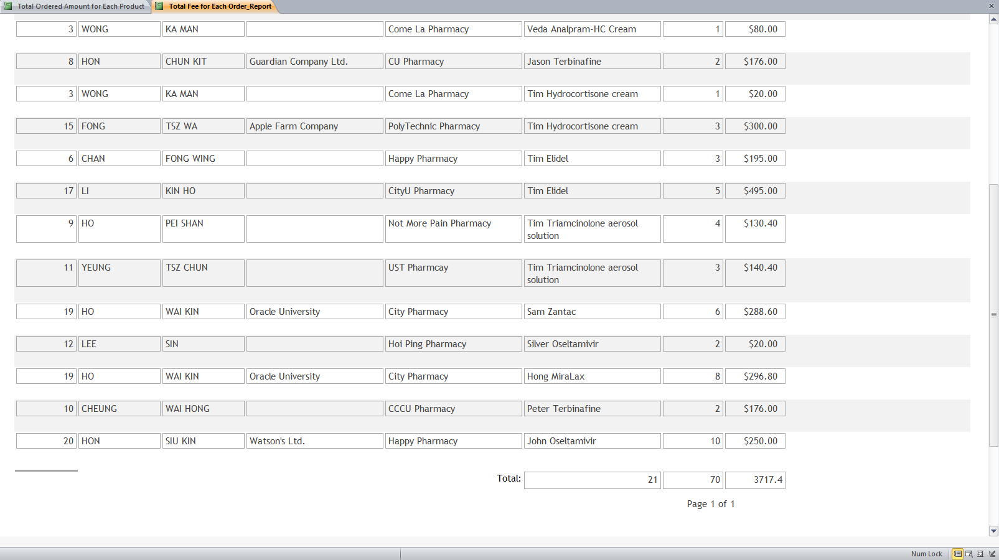 Total Ordered Amount for Each Product Total Fee for Each Order_Report
3 WONG KA MAN Come La Pharmacy Veda Analpram-HC Cream 1 $80.00
8 HON CHUN KIT Guardian Company Ltd. CU Pharmacy Jason Terbinafine 2 $176.00
3 WONG KA MAN Come La Pharmacy Tim Hydrocortisone cream 1 $20.00
15 FONG TSZ WA Apple Farm Company PolyTechnic Pharmacy Tim Hydrocortisone cream 3 $300.00
6 CHAN FONG WING Happy Pharmacy Tim Elidel 3 $195.00
17 LI KIN HO CityU Pharmacy Tim Elidel 5 $495.00
9 HO PEI SHAN Not More Pain Pharmacy Tim Triamcinolone aerosol 4 $130.40
solution
11 YEUNG TSZ CHUN UST Pharmcay Tim Triamcinolone aerosol 3 $140.40
solution
19 HO WAI KIN Oracle University City Pharmacy Sam Zantac 6 $288.60
12 LEE SIN Hoi Ping Pharmacy Silver Oseltamivir 2 $20.00
19 HO WAI KIN Oracle University City Pharmacy Hong MiraLax 8 $296.80
10 CHEUNG WAI HONG CCCU Pharmacy Peter Terbinafine 2 $176.00
20 HON SIU KIN Watson's Ltd. Happy Pharmacy John Oseltamivir 10 $250.00
Total: 21 70 3717.4
Page 1 of 1
Num Lock